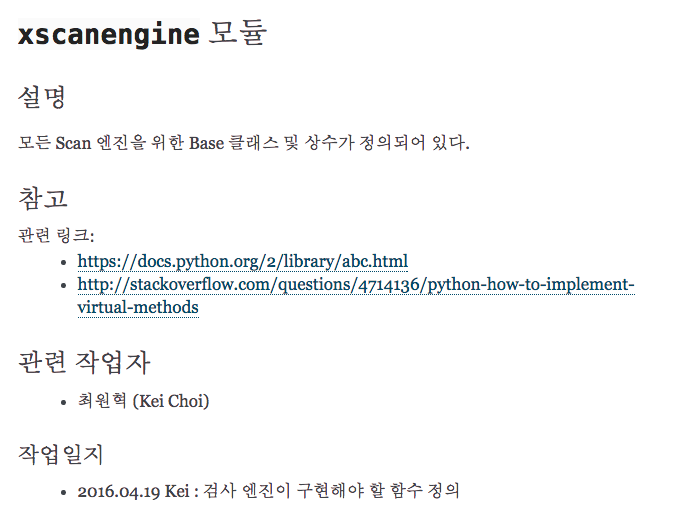 xscanengine 모듈
설명
모든 Scan 엔진을 위한 Base 클래스 및 상수가 정의되어 있다.
참고
관련 링크:
• https://docs.python.org/2/library/abc.html
• http://stackoverflow.com/questions/4714136/python-how-to-implement-
virtual-methods
관련 작업자
• 최원혁 (Kei Choi)
작업일지
• 2016.04.19 Kei : 검사 엔진이 구현해야 할 함수 정의